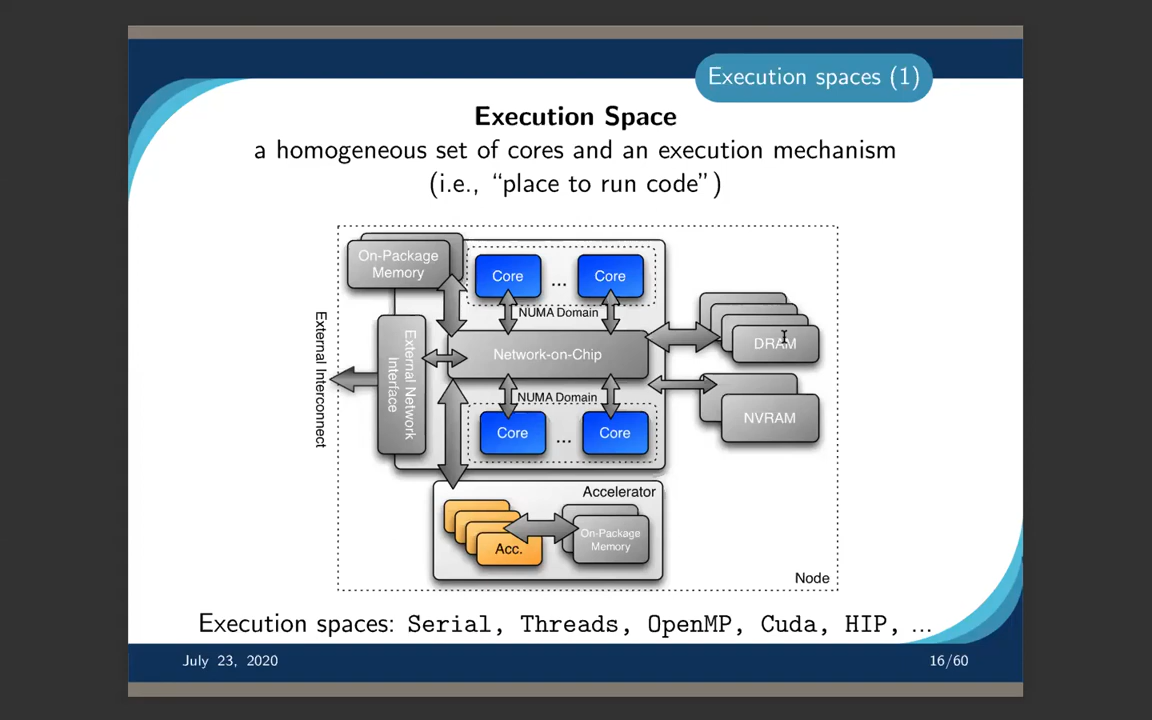 Execution spaces (1)
Execution Space
a homogeneous set of cores and an execution mechanism
(i.e., “place to run code”)
On-Package
Memory
Core
...
Core
NUMA Domain
External Interconnect
External Network
Interface
Network-on-Chip
DRAM
NUMA Domain
NVRAM
Core
...
Core
Accelerator
Acc.
On-Package
Memory
Node
Execution spaces: Serial, Threads, OpenMP, Cuda, HIP, ...
July 23, 2020
16/60